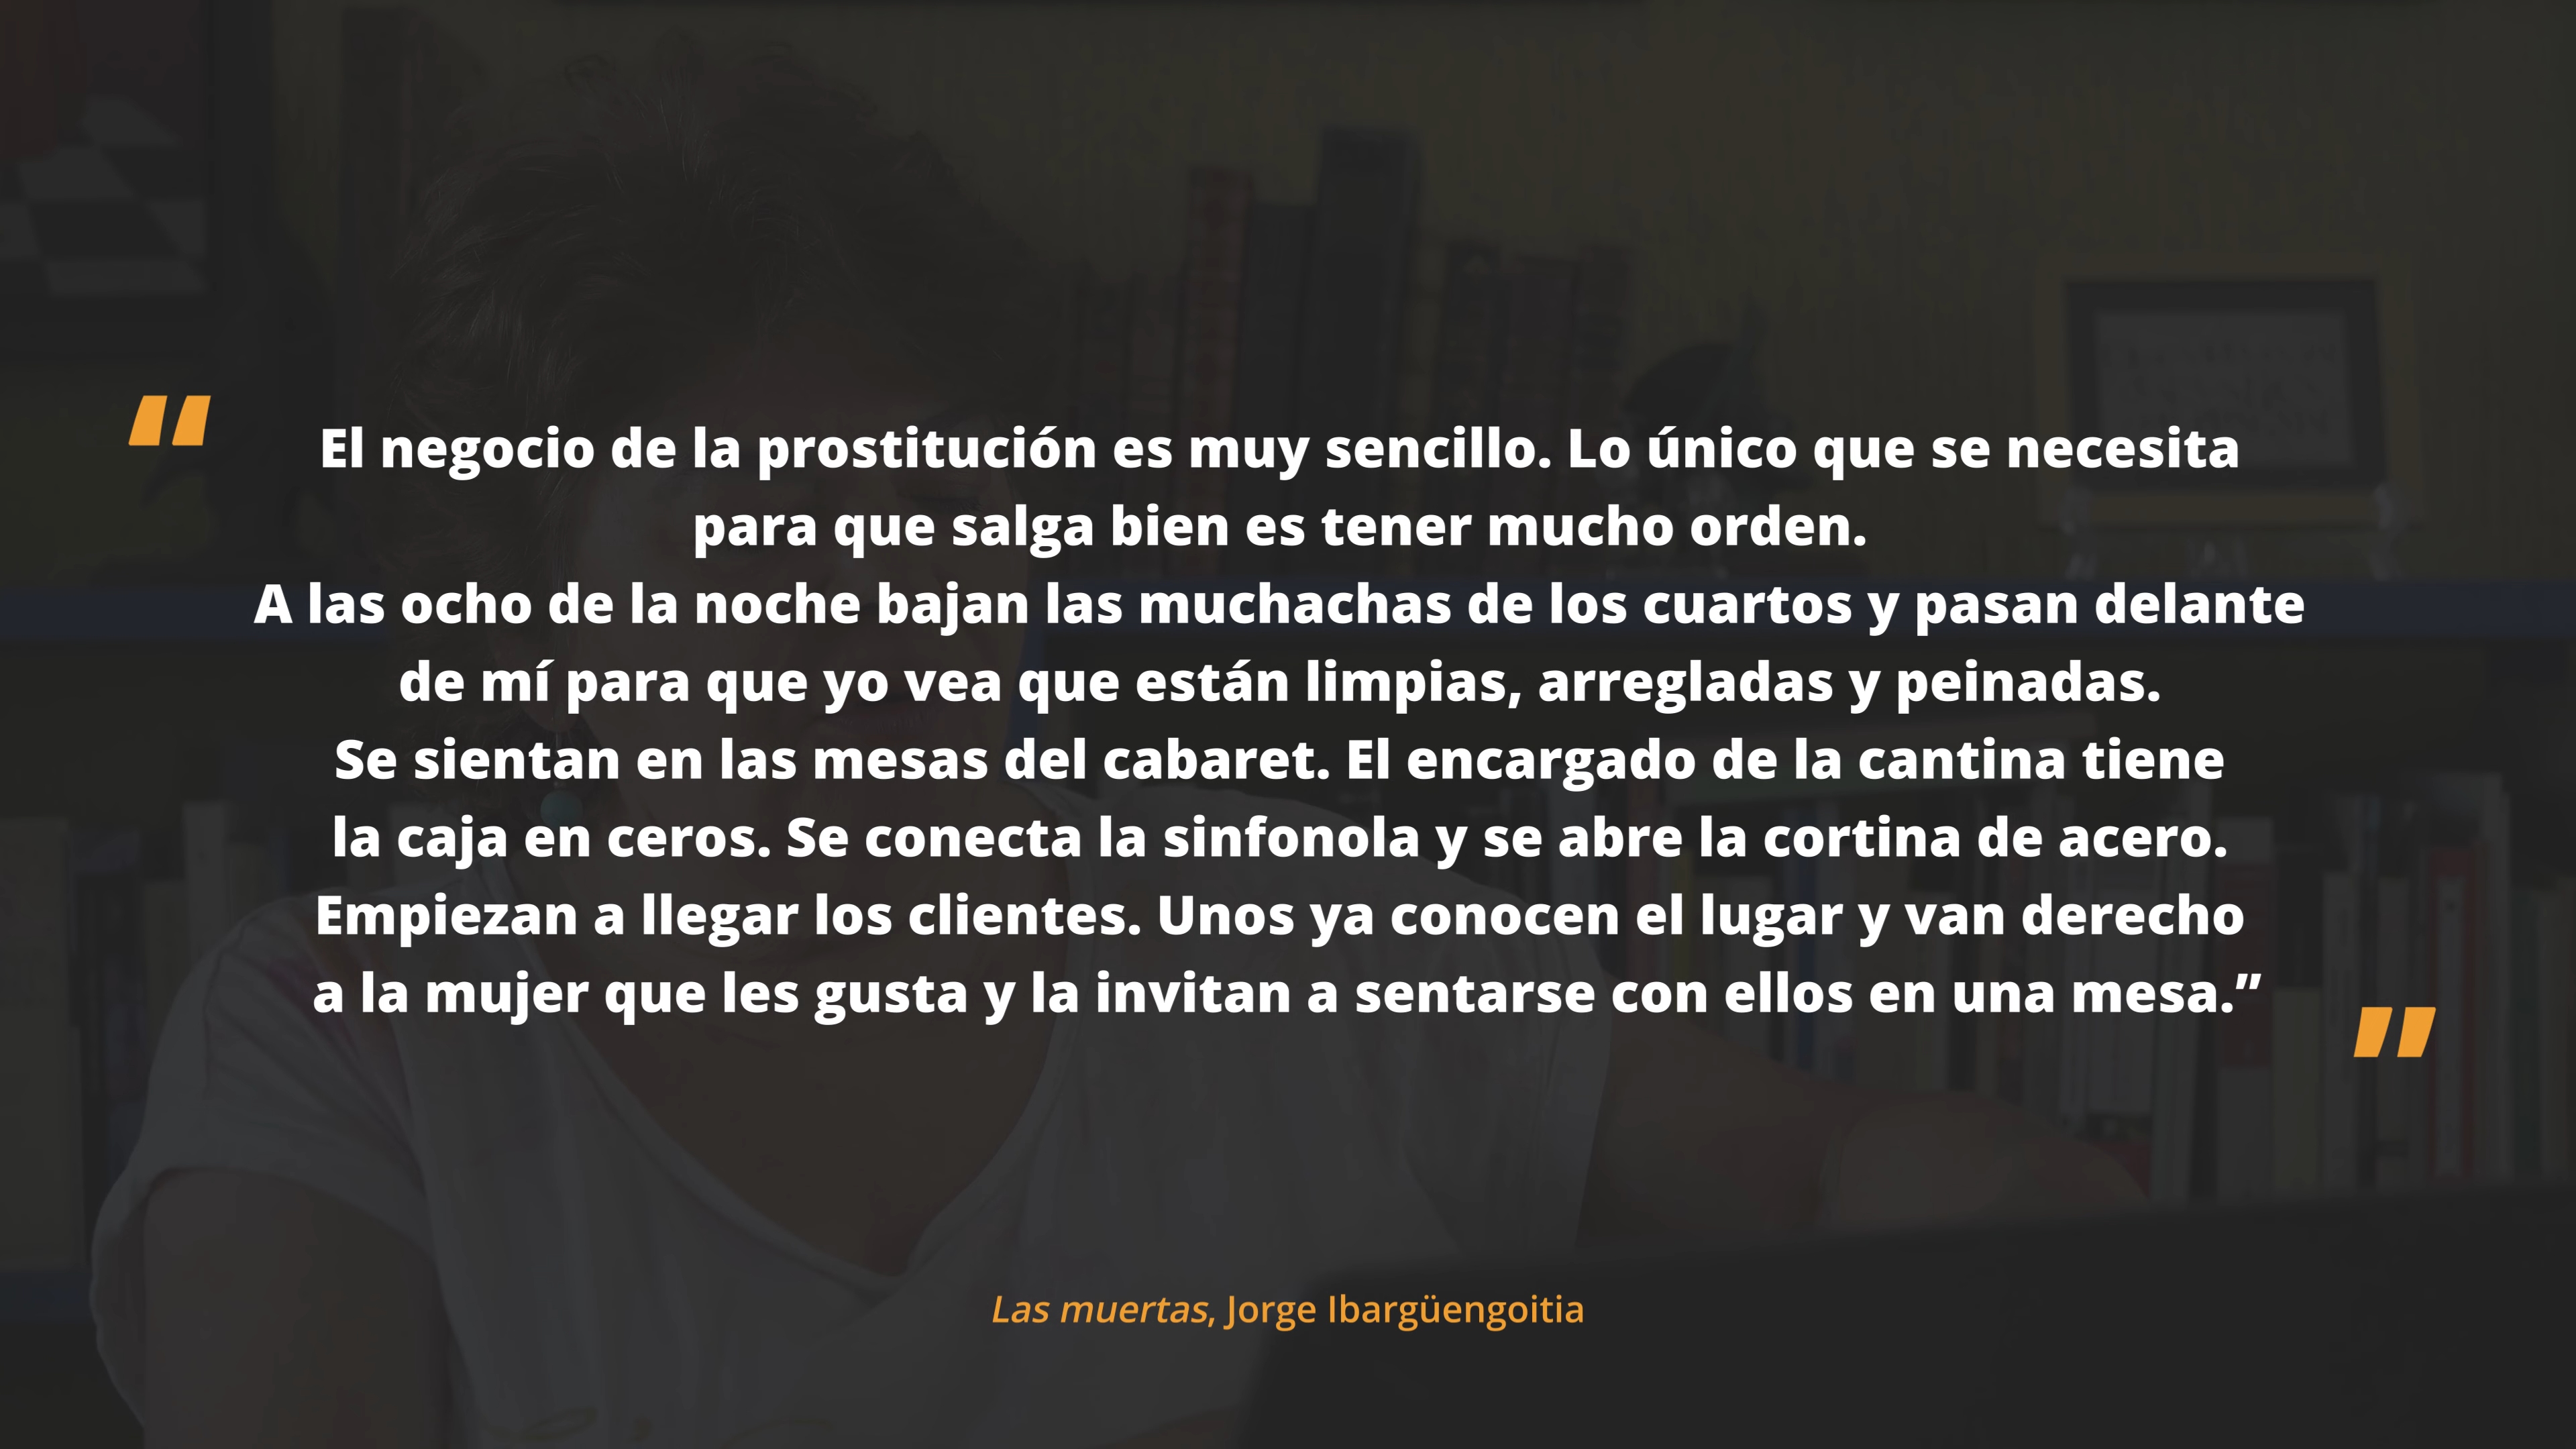 “
El negocio de la prostitución es muy sencillo. Lo único que se necesita
para que salga bien es tener mucho orden.
A las ocho de la noche bajan las muchachas de los cuartos y pasan delante
de mí para que yo vea que están limpias, arregladas y peinadas.
Se sientan en las mesas del cabaret. El encargado de la cantina tiene
la caja en ceros. Se conecta la sinfonola y se abre la cortina de acero.
Empiezan a llegar los clientes. Unos ya conocen el lugar y van derecho
a la mujer que les gusta y la invitan a sentarse con ellos en una mesa.”
”
Las muertas, Jorge Ibargüengoitia